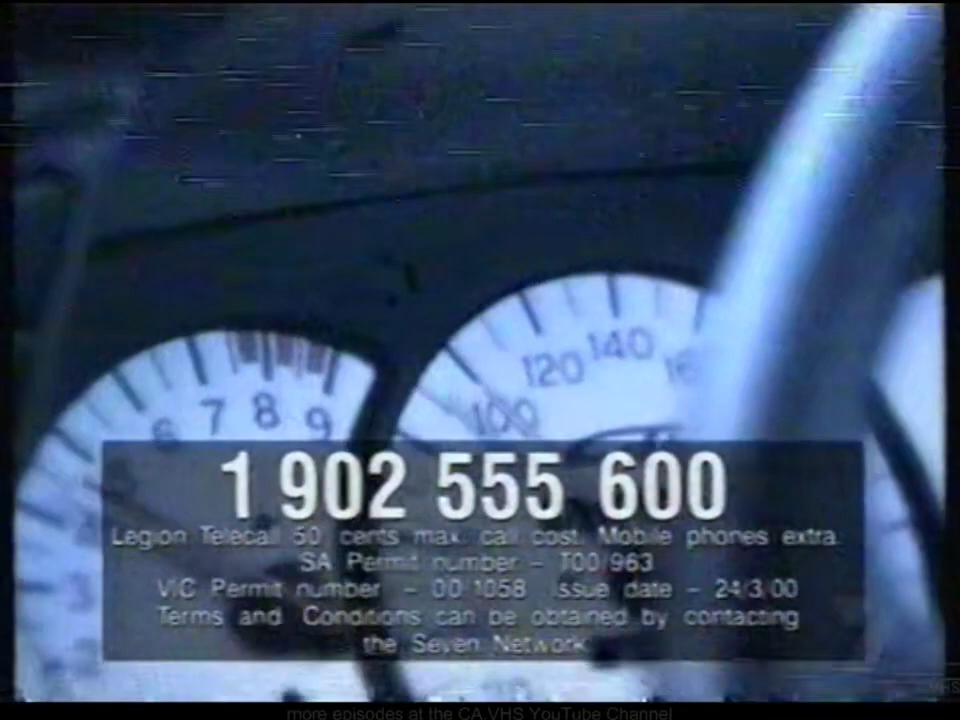 120 140
100
6 7 8 9
1 902 555 600
Legion Telecall 50 cents max. call cost. Mobile phones extra.
SA Permit number - T00/963
VIC Permit number - 00/1058 Issue date - 24/3/00
Terms and Conditions can be obtained by contacting
the Seven Network.
more episodes at the CA VHS YouTube Channel